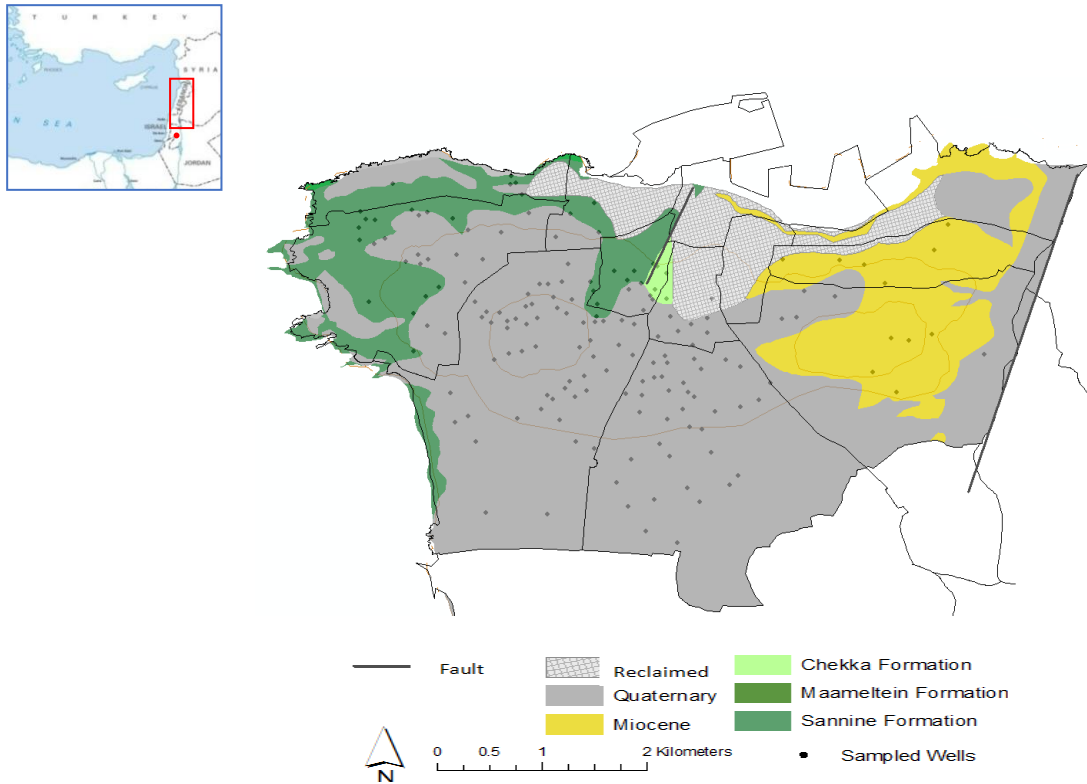 T U R K E Y
SYRIA
N SEA
ISRAEL
JORDAN
Fault
Reclaimed
Quaternary
Miocene
Chekka Formation
Maameltein Formation
Sannine Formation
Sampled Wells
N
0 0.5 1 2 Kilometers